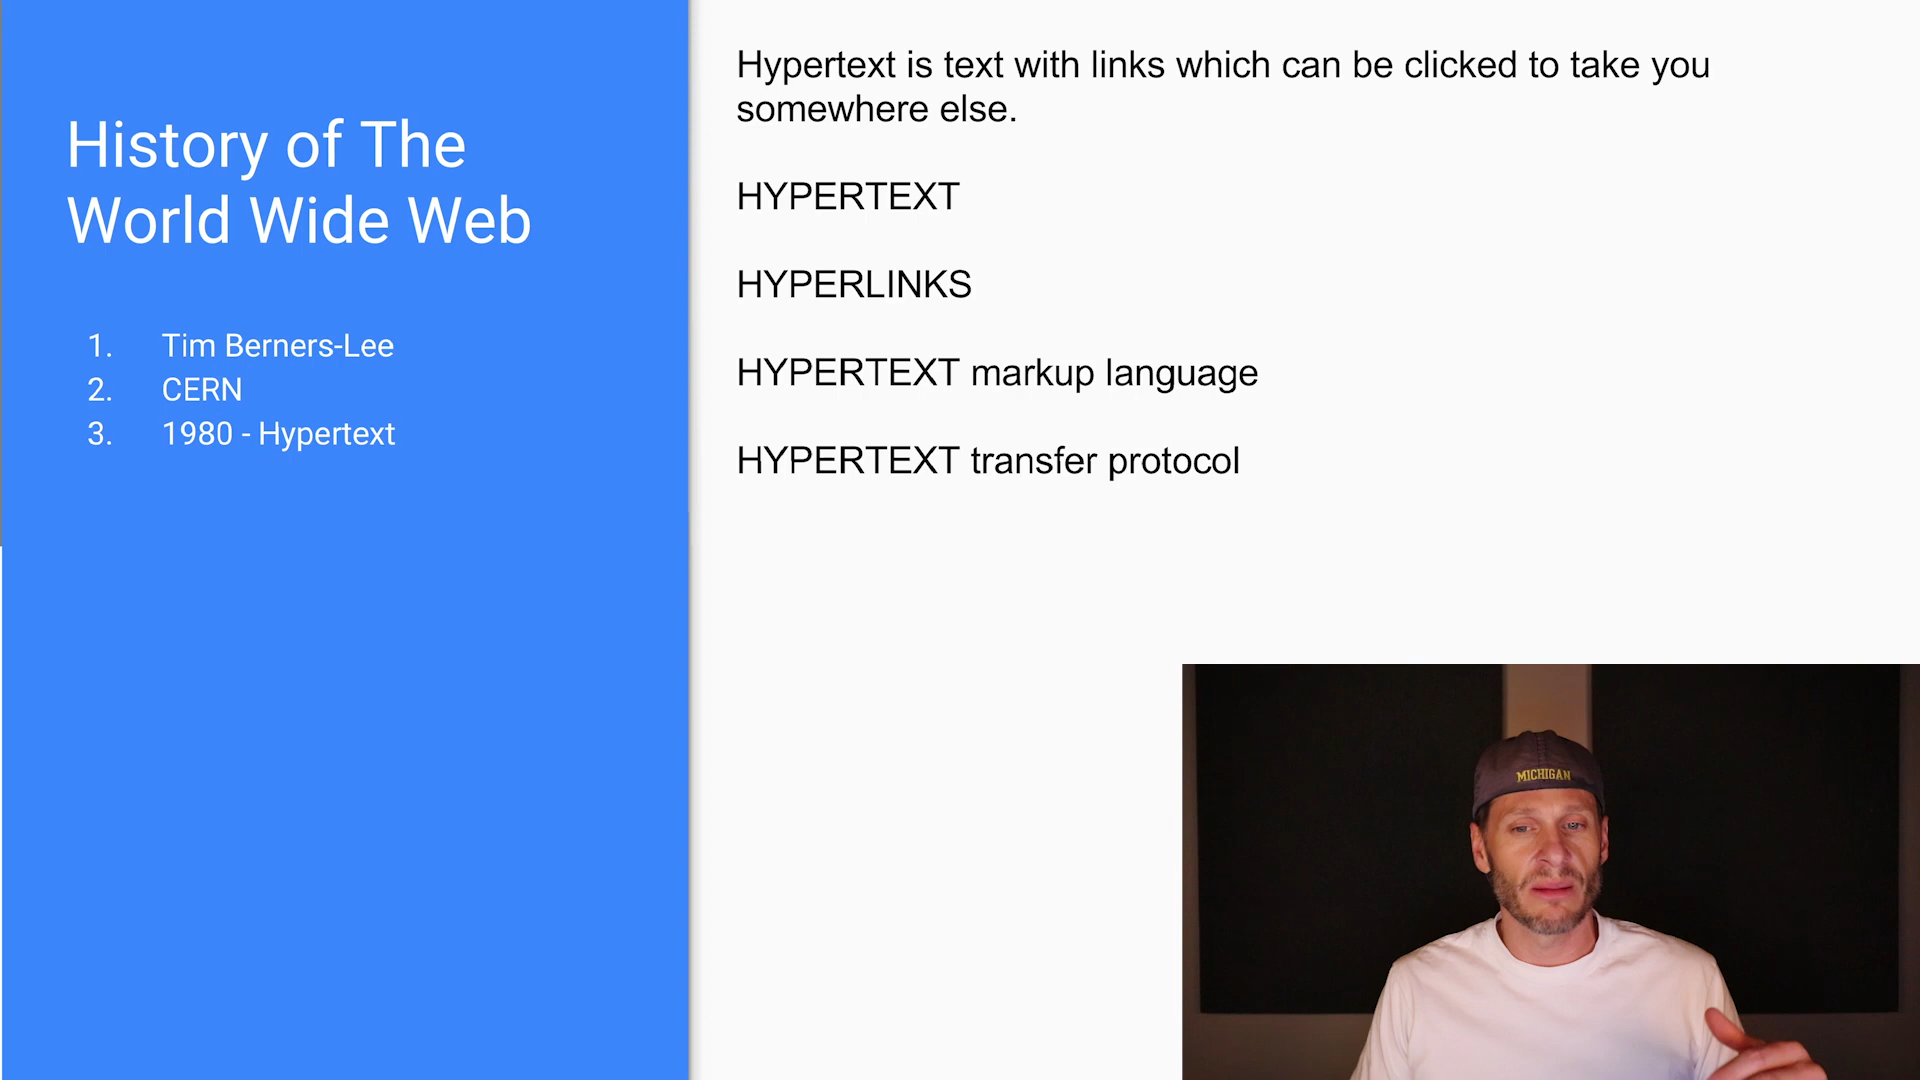 History of The
World Wide Web
1. Tim Berners-Lee
2. CERN
3. 1980 - Hypertext
Hypertext is text with links which can be clicked to take you
somewhere else.
HYPERTEXT
HYPERLINKS
HYPERTEXT markup language
HYPERTEXT transfer protocol
MICHIGAN